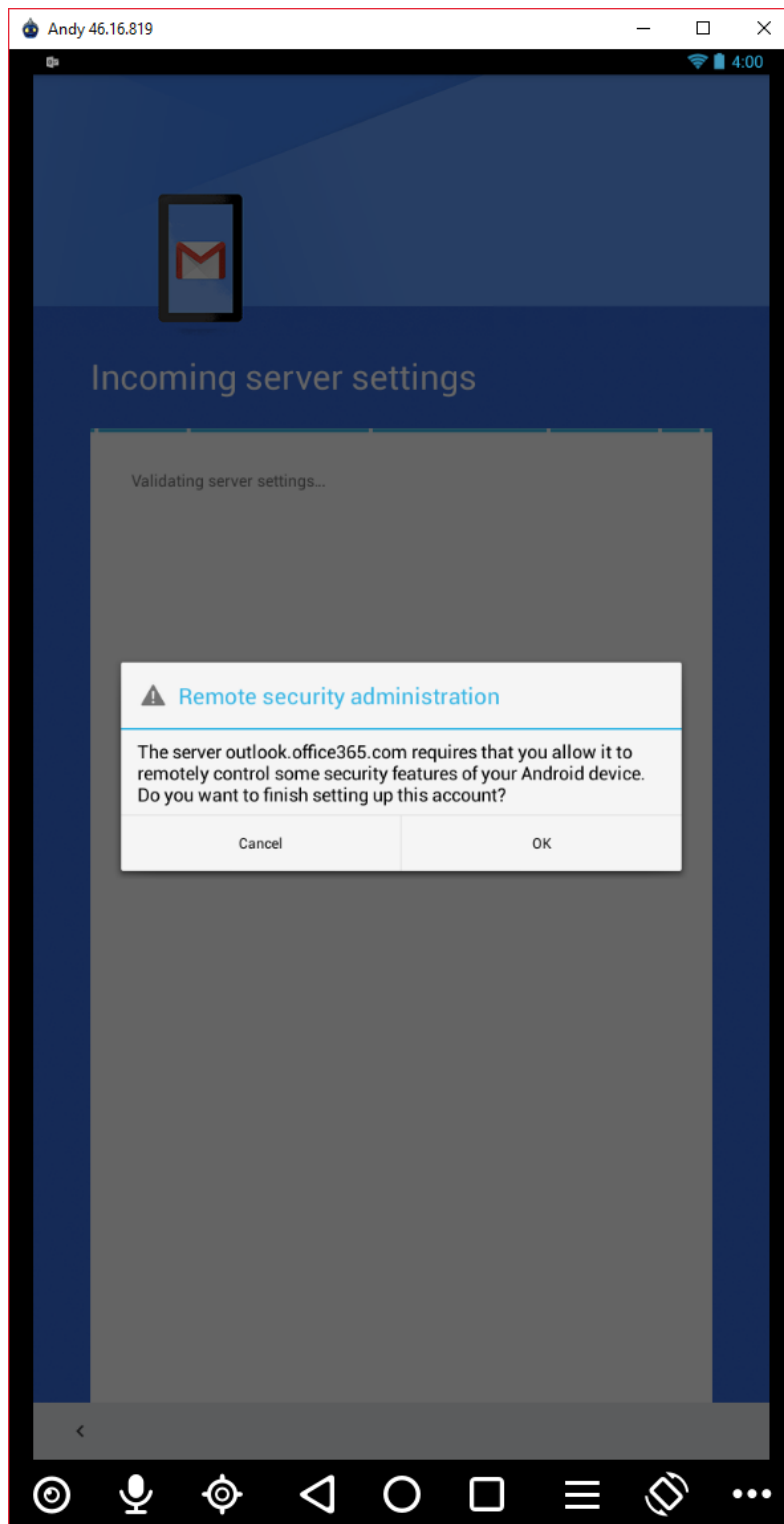 Andy 46.16.819
4:00
Incoming server settings
Validating server settings...
Remote security administration
The server outlook.office365.com requires that you allow it to
remotely control some security features of your Android device.
Do you want to finish setting up this account?
Cancel
OK